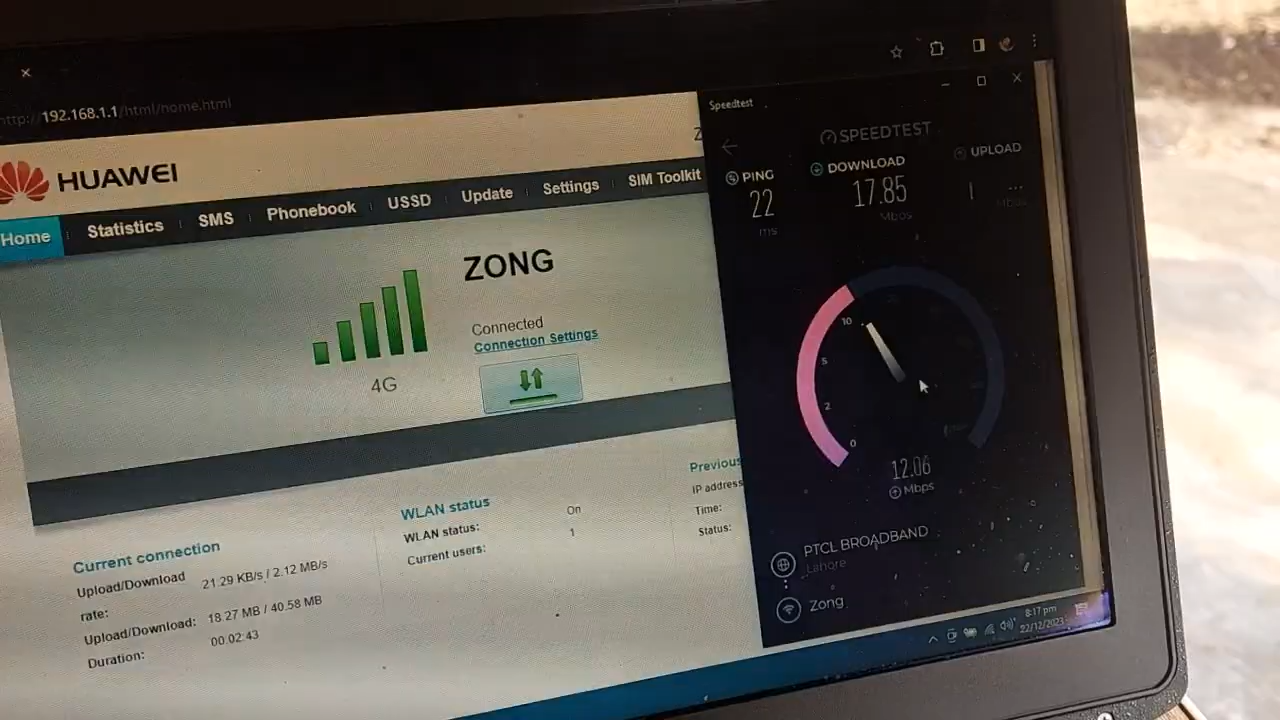 http://192.168.1.1/html/home.html
HUAWEI
Home Statistics SMS Phonebook USSD Update Settings SIM Toolkit
ZONG
Connected
Connection Settings
4G
Current connection
Upload/Download rate: 21.29 KB/s / 2.12 MB/s
Upload/Download: 18.27 MB / 40.58 MB
Duration: 00:02:43
WLAN status
WLAN status: On
Current users: 1
Previous
IP address
Time:
Status:
Speedtest
SPEEDTEST
PING DOWNLOAD UPLOAD
22 17.85 ...
ms Mbps Mbps
10
5
2
0
12.06
Mbps
PTCL BROADBAND
Lahore
Zong
8:17 pm
22/12/2023